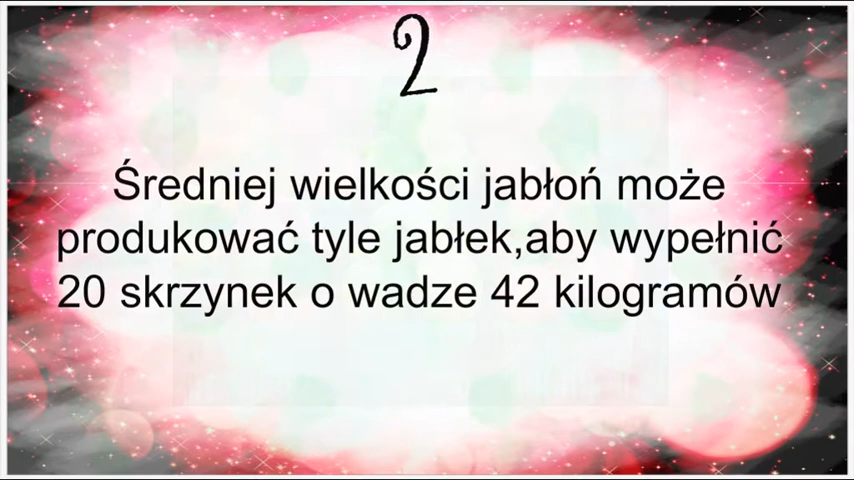 2
Średniej wielkości jabłoń może
produkować tyle jabłek,aby wypełnić
20 skrzynek o wadze 42 kilogramów